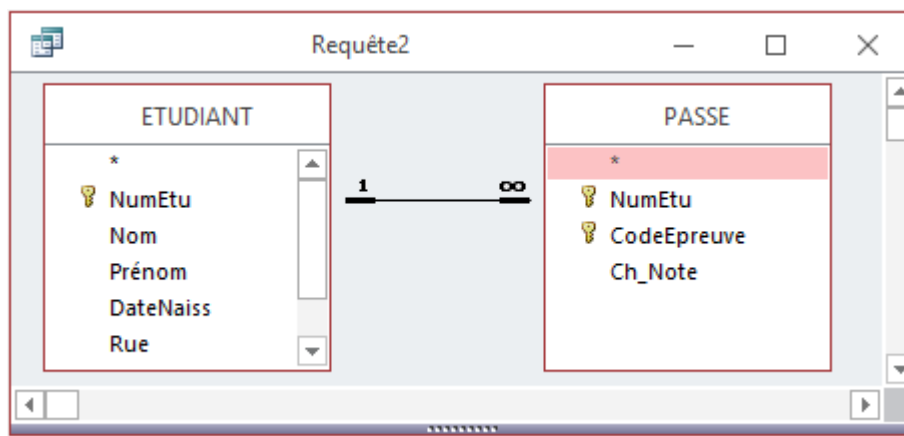 Requête2
ETUDIANT
*
NumEtu
Nom
Prénom
DateNaiss
Rue
1 ∞
PASSE
*
NumEtu
CodeEpreuve
Ch_Note